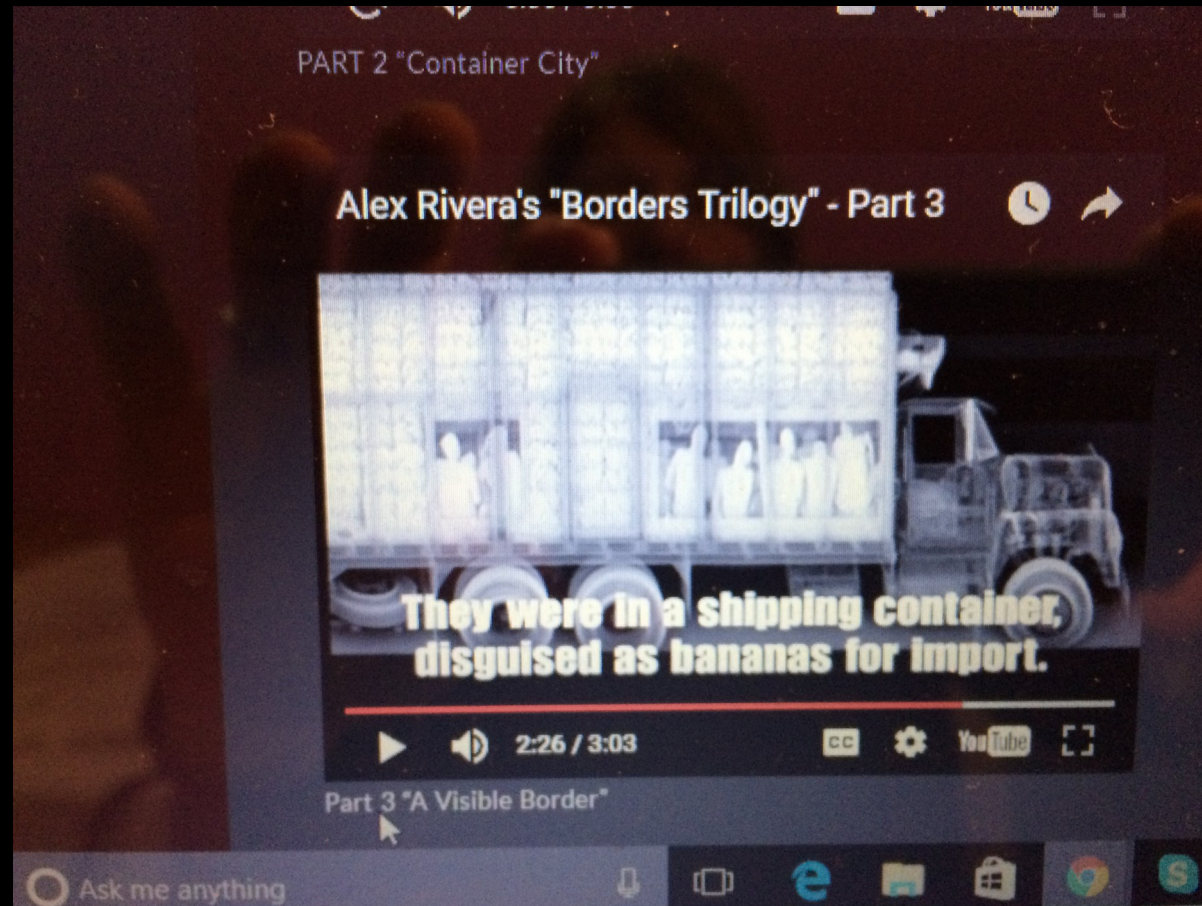 PART 2 “Container City”
Alex Rivera's "Borders Trilogy" - Part 3
They were in a shipping container,
disguised as bananas for import.
2:26 / 3:03
CC
YouTube
Part 3 “A Visible Border”
Ask me anything